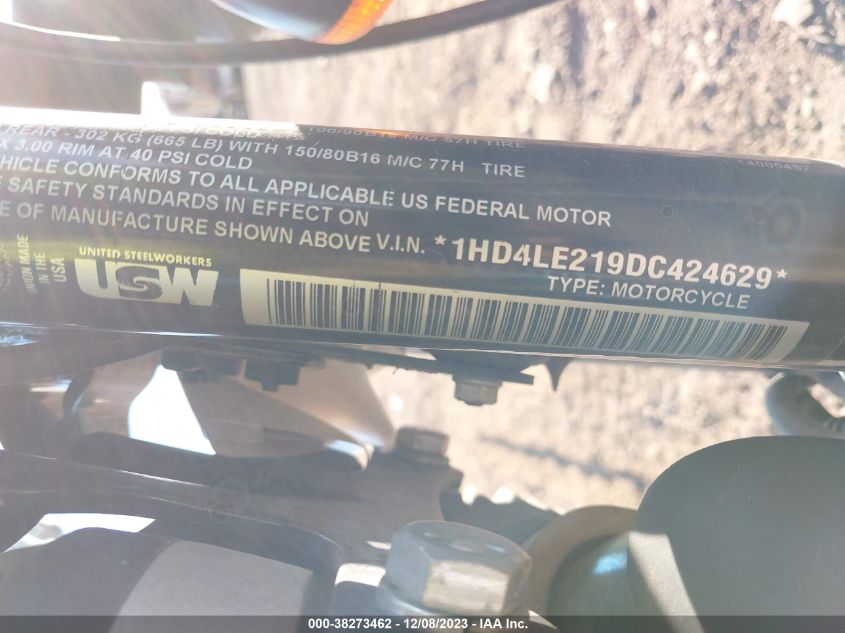 REAR - 302 KG (665 LB) WITH 150/80B16 M/C 77H TIRE
X 3.00 RIM AT 40 PSI COLD
VEHICLE CONFORMS TO ALL APPLICABLE US FEDERAL MOTOR
E SAFETY STANDARDS IN EFFECT ON
E OF MANUFACTURE SHOWN ABOVE V.I.N. *1HD4LE219DC424629*
TYPE: MOTORCYCLE
14000452
UNION MADE
IN THE
USA
UNITED STEELWORKERS
USW
000-38273462 - 12/08/2023 - IAA Inc.